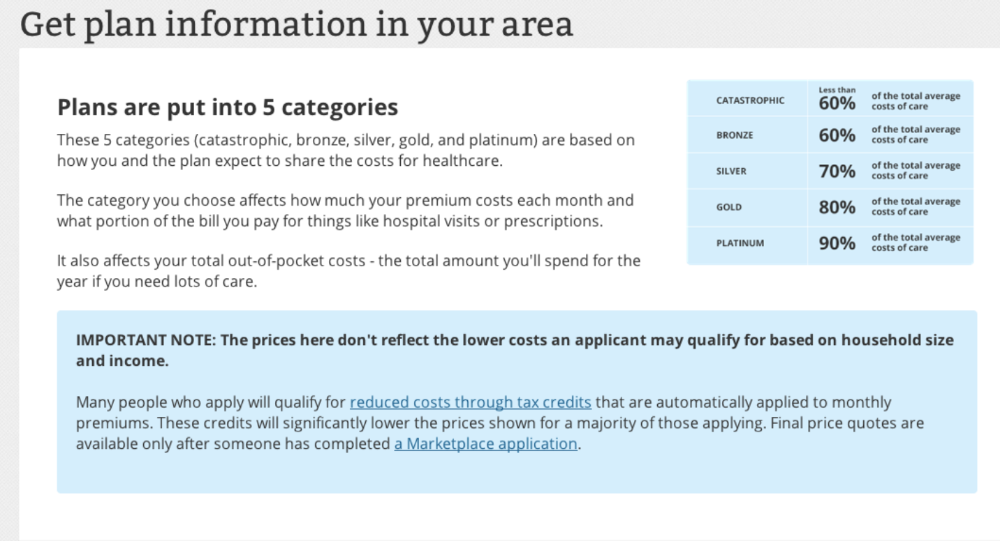 Get plan information in your area
Plans are put into 5 categories
These 5 categories (catastrophic, bronze, silver, gold, and platinum) are based on
how you and the plan expect to share the costs for healthcare.
The category you choose affects how much your premium costs each month and
what portion of the bill you pay for things like hospital visits or prescriptions.
It also affects your total out-of-pocket costs - the total amount you'll spend for the
year if you need lots of care.
CATASTROPHIC Less than 60% of the total average
costs of care
BRONZE 60% of the total average
costs of care
SILVER 70% of the total average
costs of care
GOLD 80% of the total average
costs of care
PLATINUM 90% of the total average
costs of care
IMPORTANT NOTE: The prices here don't reflect the lower costs an applicant may qualify for based on household size
and income.
Many people who apply will qualify for reduced costs through tax credits that are automatically applied to monthly
premiums. These credits will significantly lower the prices shown for a majority of those applying. Final price quotes are
available only after someone has completed a Marketplace application.